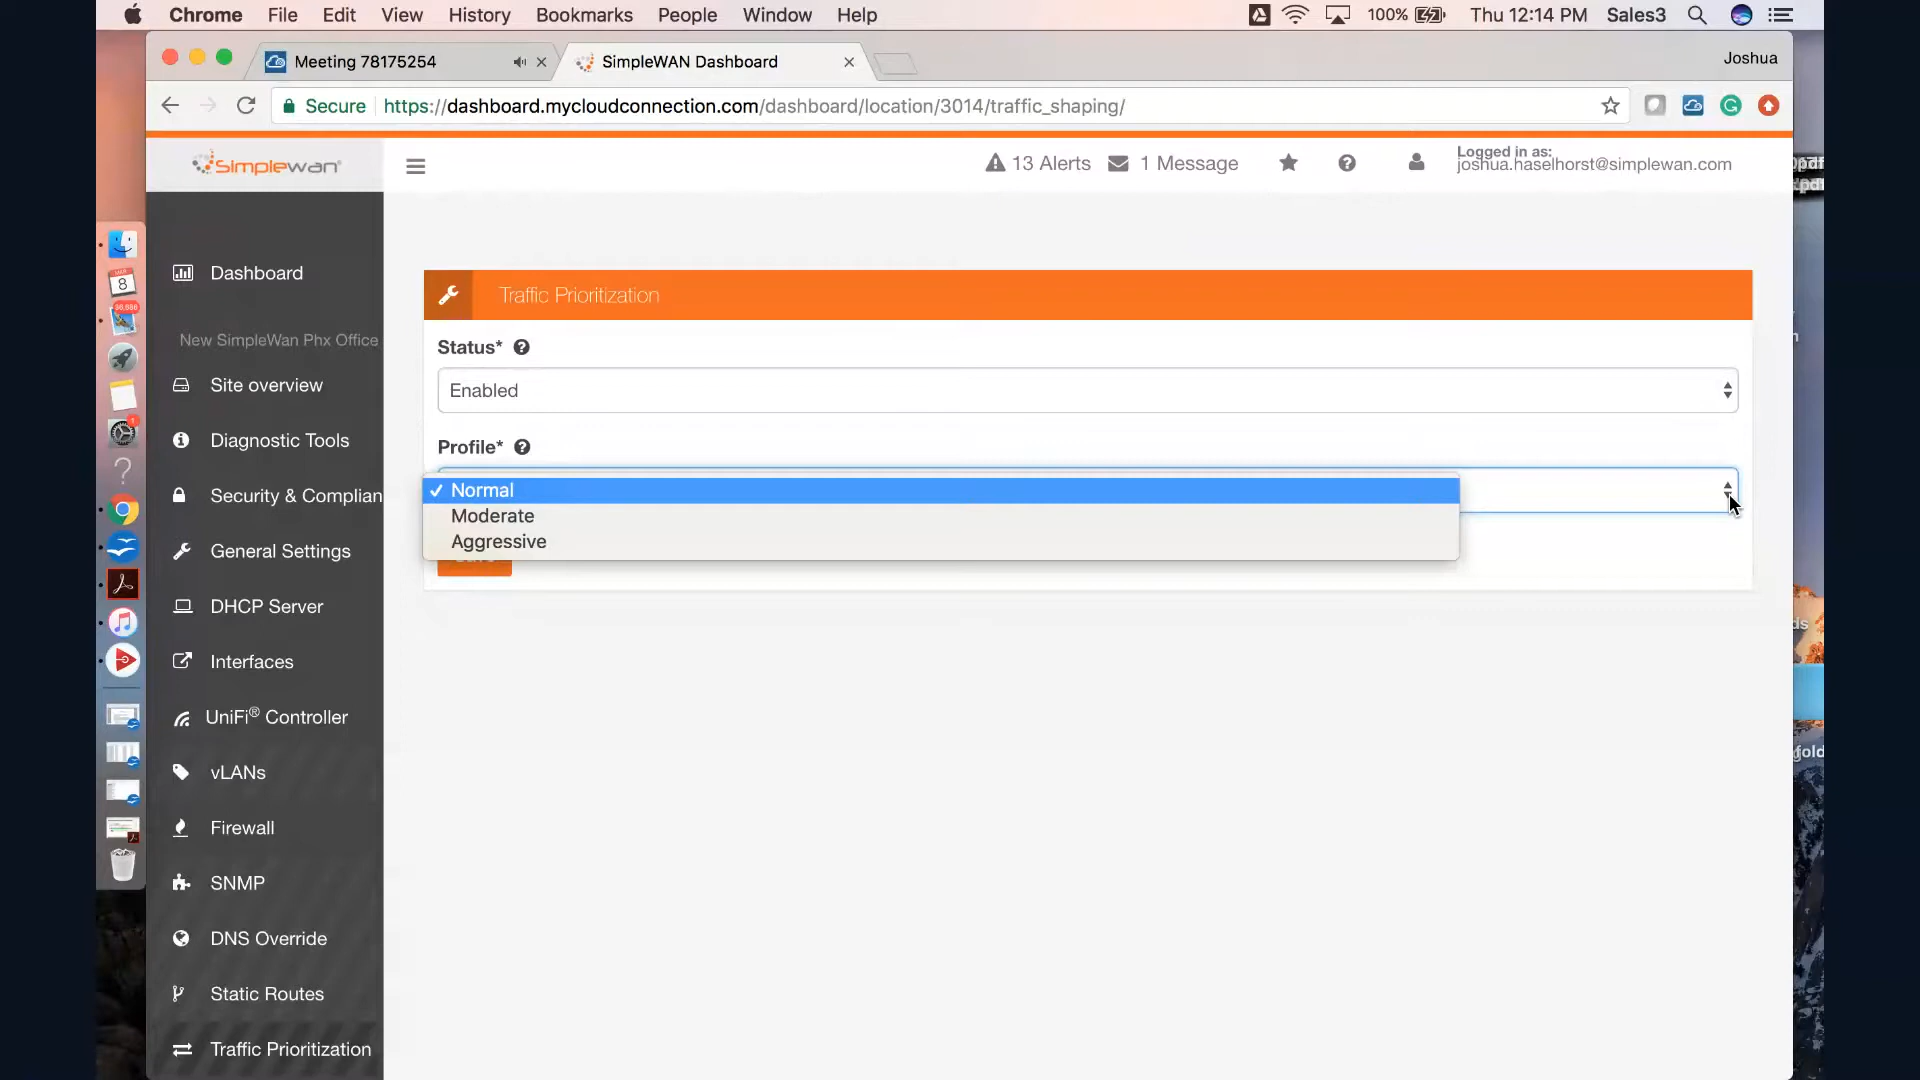 Chrome File Edit View History Bookmarks People Window Help 100% Thu 12:14 PM Sales3
Meeting 78175254 SimpleWAN Dashboard Joshua
Secure https://dashboard.mycloudconnection.com/dashboard/location/3014/traffic_shaping/
simplewan 13 Alerts 1 Message Logged in as:
joshua.haselhorst@simplewan.com
Dashboard
New SimpleWan Phx Office
Site overview
Diagnostic Tools
Security & Complian
General Settings
DHCP Server
Interfaces
UniFi® Controller
vLANs
Firewall
SNMP
DNS Override
Static Routes
Traffic Prioritization
Traffic Prioritization
Status*
Enabled
Profile*
Normal
Moderate
Aggressive
MAR
8
fold